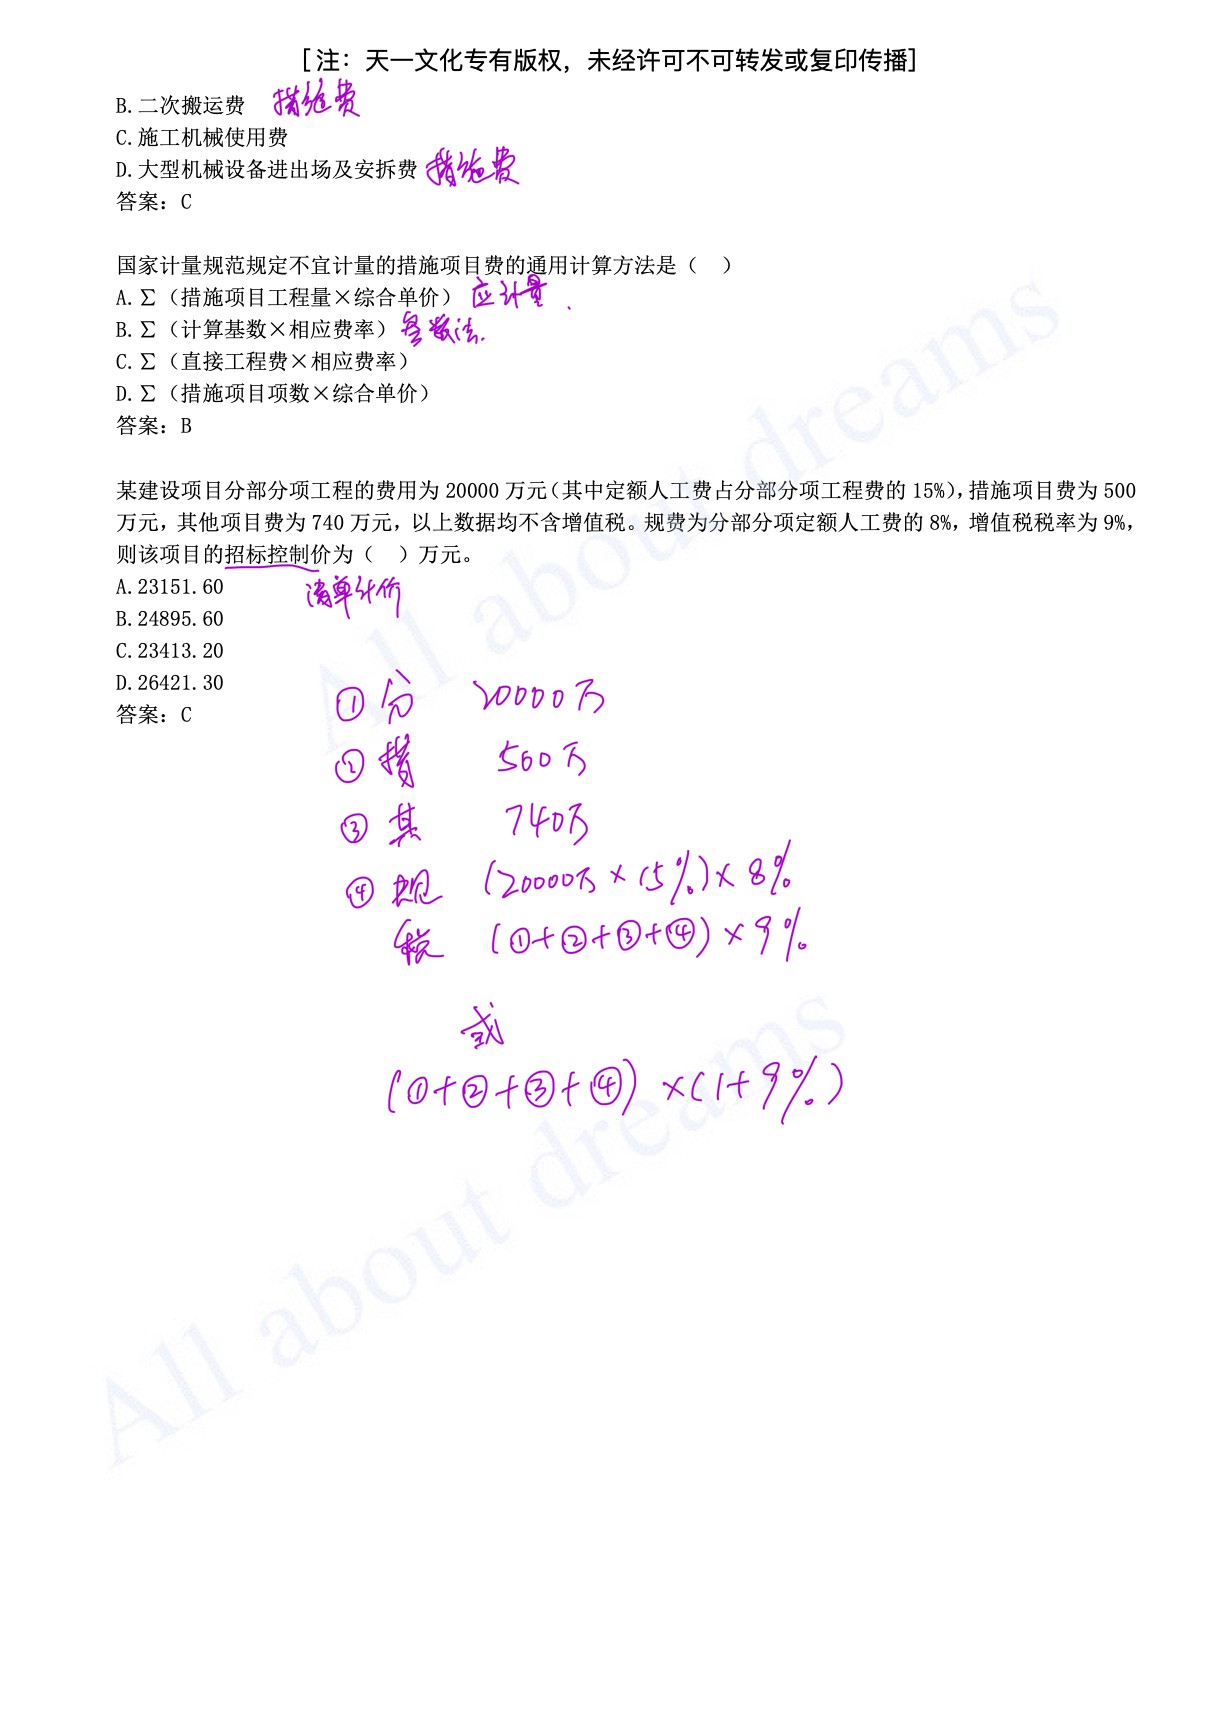 [注：天一文化专有版权，未经许可不可转发或复印传播]
B.二次搬运费 措施费
C.施工机械使用费
D.大型机械设备进出场及安拆费 措施费
答案：C
国家计量规范规定不宜计量的措施项目费的通用计算方法是（ ）
A.∑（措施项目工程量×综合单价） 应计量.
B.∑（计算基数×相应费率） 参数法.
C.∑（直接工程费×相应费率）
D.∑（措施项目项数×综合单价）
答案：B
某建设项目分部分项工程的费用为 20000 万元（其中定额人工费占分部分项工程费的 15%），措施项目费为 500
万元，其他项目费为 740 万元，以上数据均不含增值税。规费为分部分项定额人工费的 8%，增值税税率为 9%，
则该项目的招标控制价为（ ）万元。
A.23151.60 清单计价
B.24895.60
C.23413.20
D.26421.30
答案：C
① 分 20000万
② 措 500万
③ 其 740万
④ 规 (20000万×15%)×8%
税 (①+②+③+④)×9%
或
(①+②+③+④)×(1+9%)
All about dreams
All about dreams